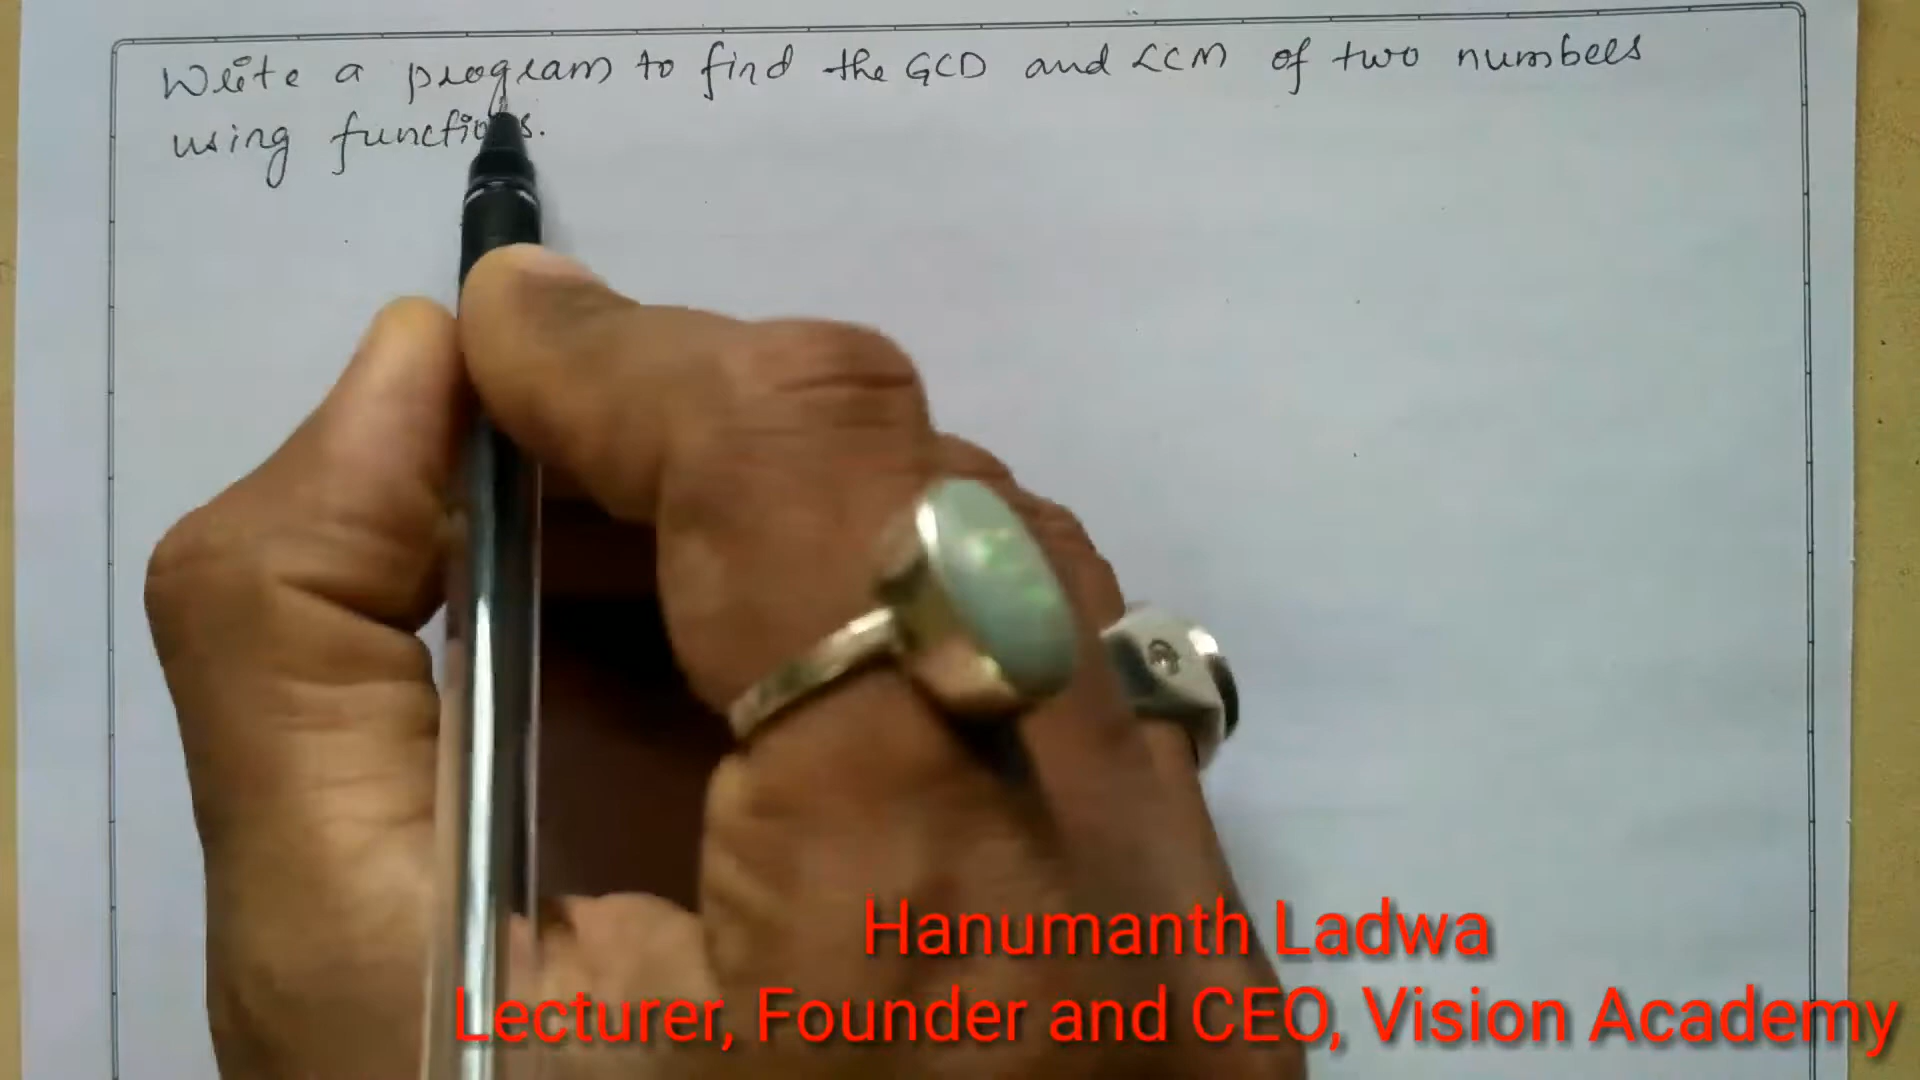 Write a program to find the GCD and LCM of two numbers
using functions.
Hanumanth Ladwa
Lecturer, Founder and CEO, Vision Academy